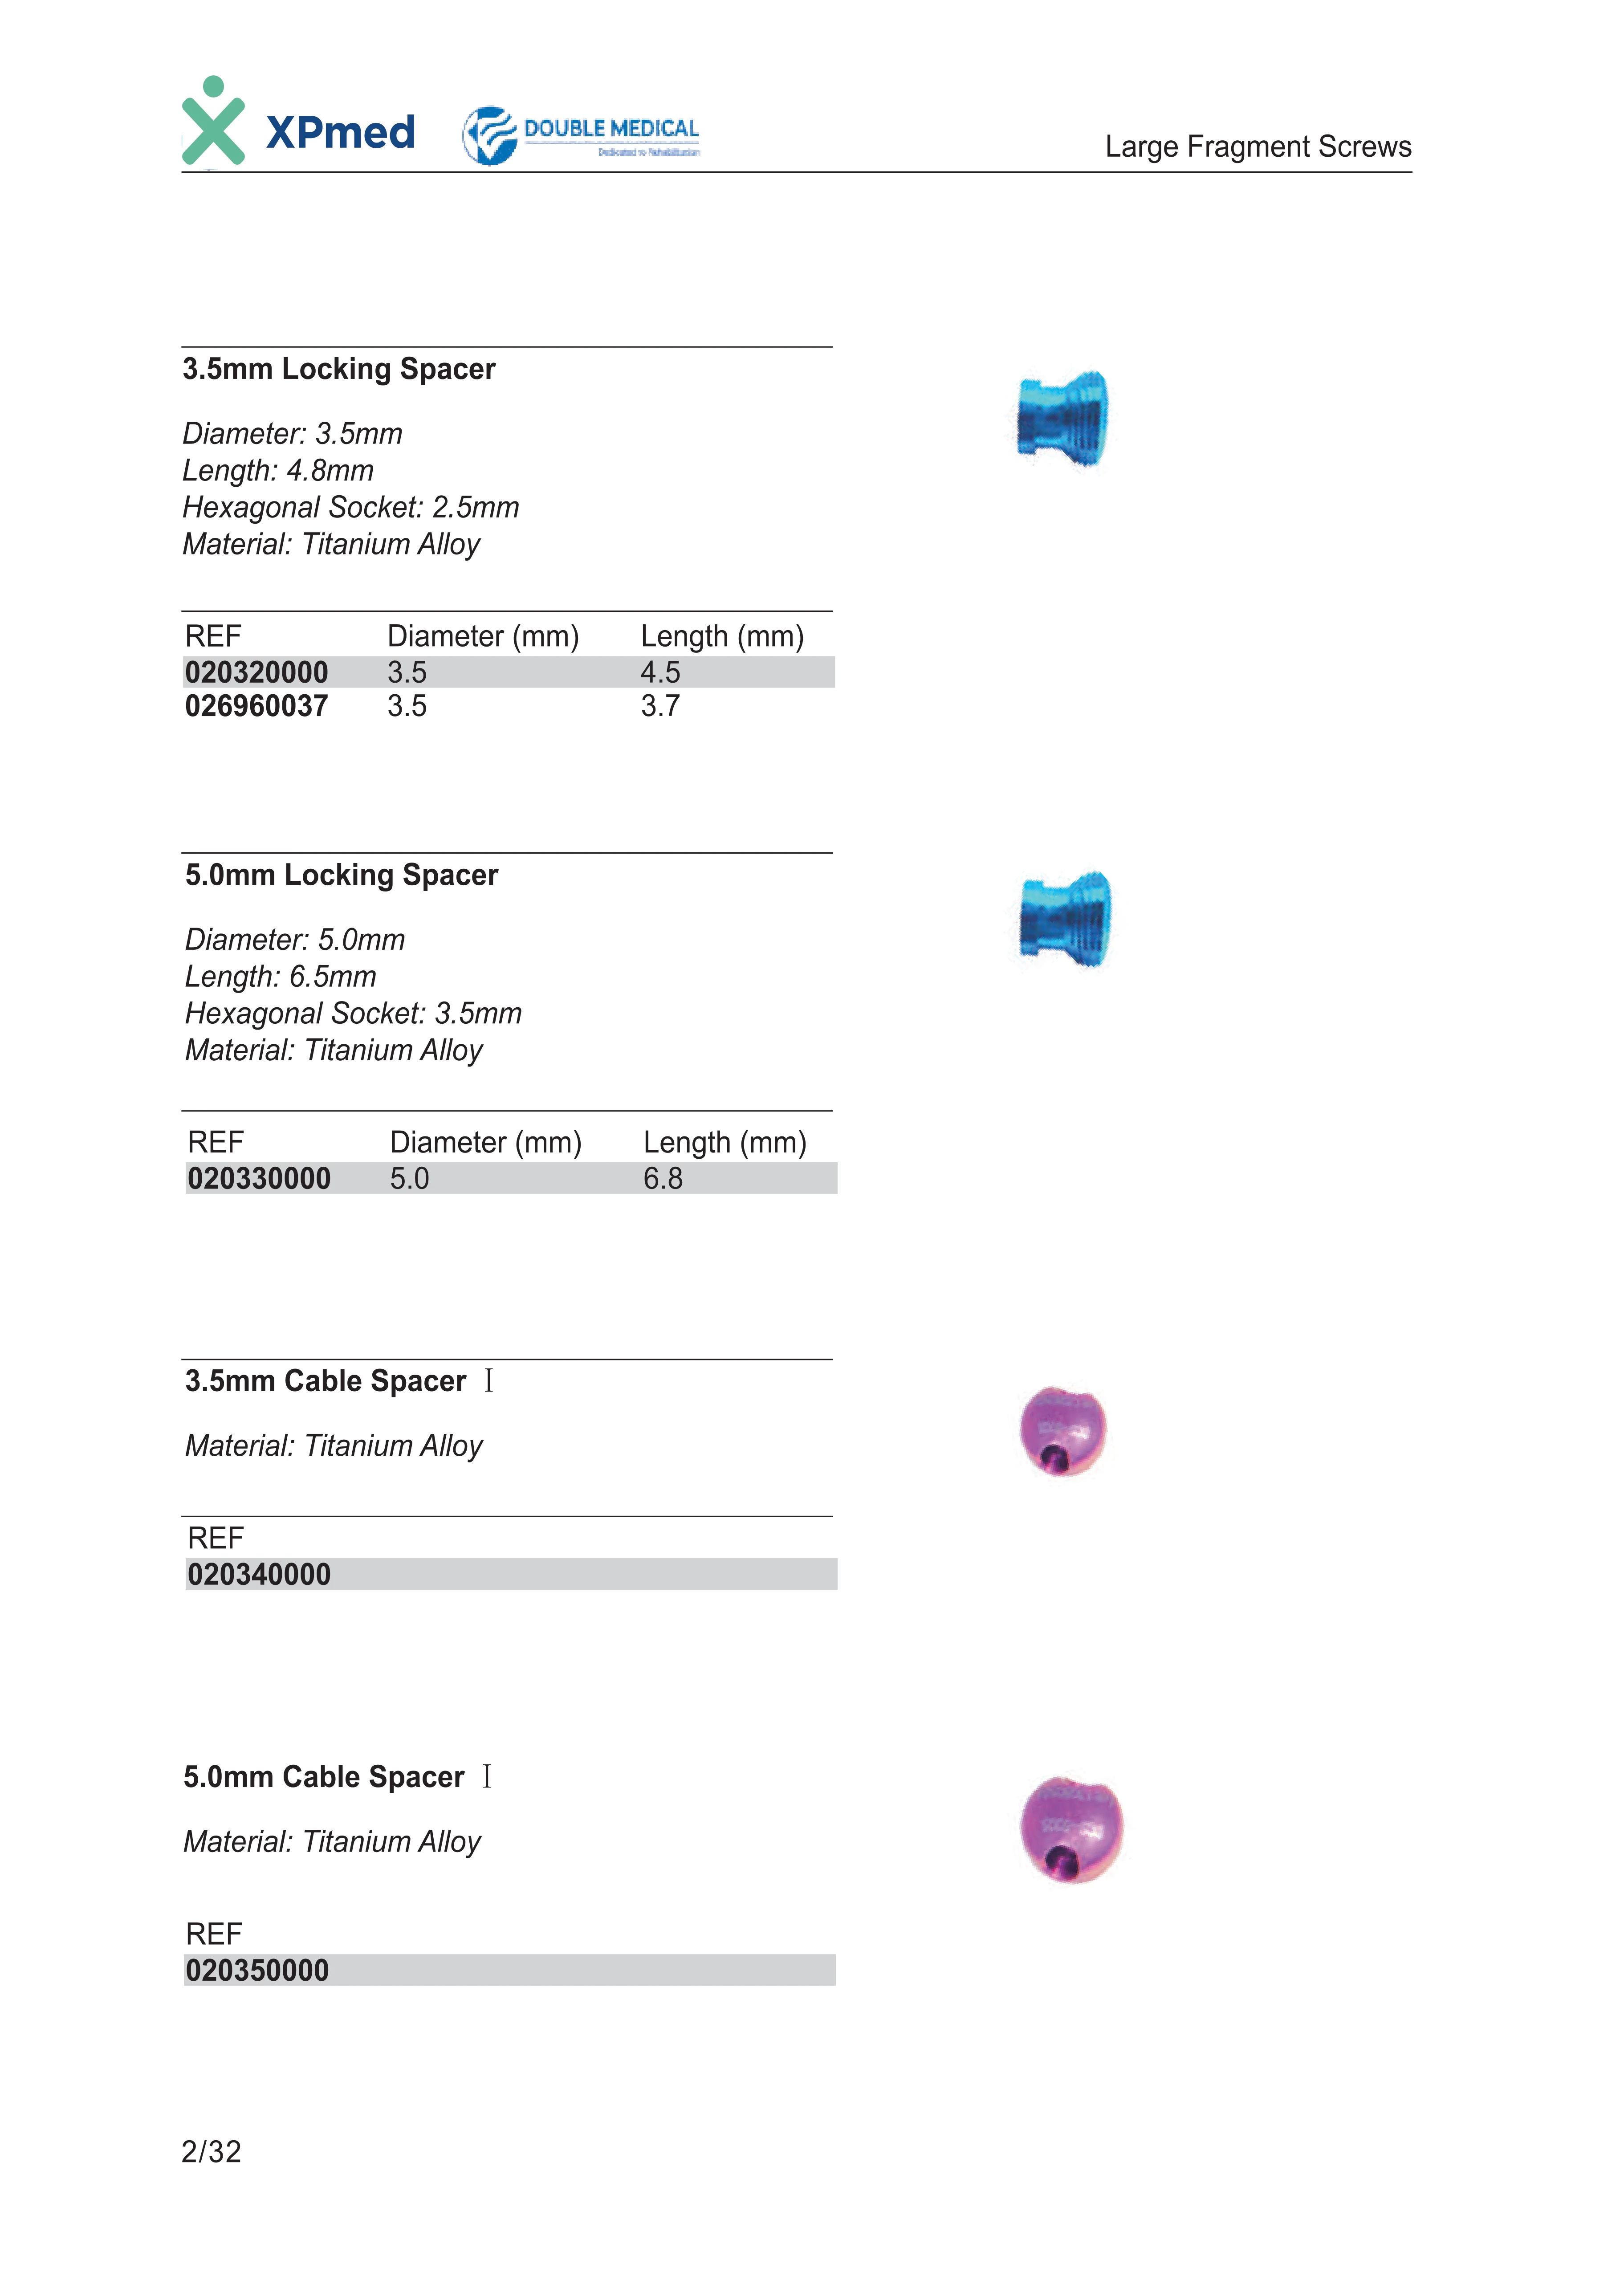 XPmed
DOUBLE MEDICAL
Dedicated to Rehabilitation
Large Fragment Screws
3.5mm Locking Spacer
Diameter: 3.5mm
Length: 4.8mm
Hexagonal Socket: 2.5mm
Material: Titanium Alloy
REF Diameter (mm) Length (mm)
020320000 3.5 4.5
026960037 3.5 3.7
5.0mm Locking Spacer
Diameter: 5.0mm
Length: 6.5mm
Hexagonal Socket: 3.5mm
Material: Titanium Alloy
REF Diameter (mm) Length (mm)
020330000 5.0 6.8
3.5mm Cable Spacer Ⅰ
Material: Titanium Alloy
REF
020340000
5.0mm Cable Spacer Ⅰ
Material: Titanium Alloy
REF
020350000
2/32